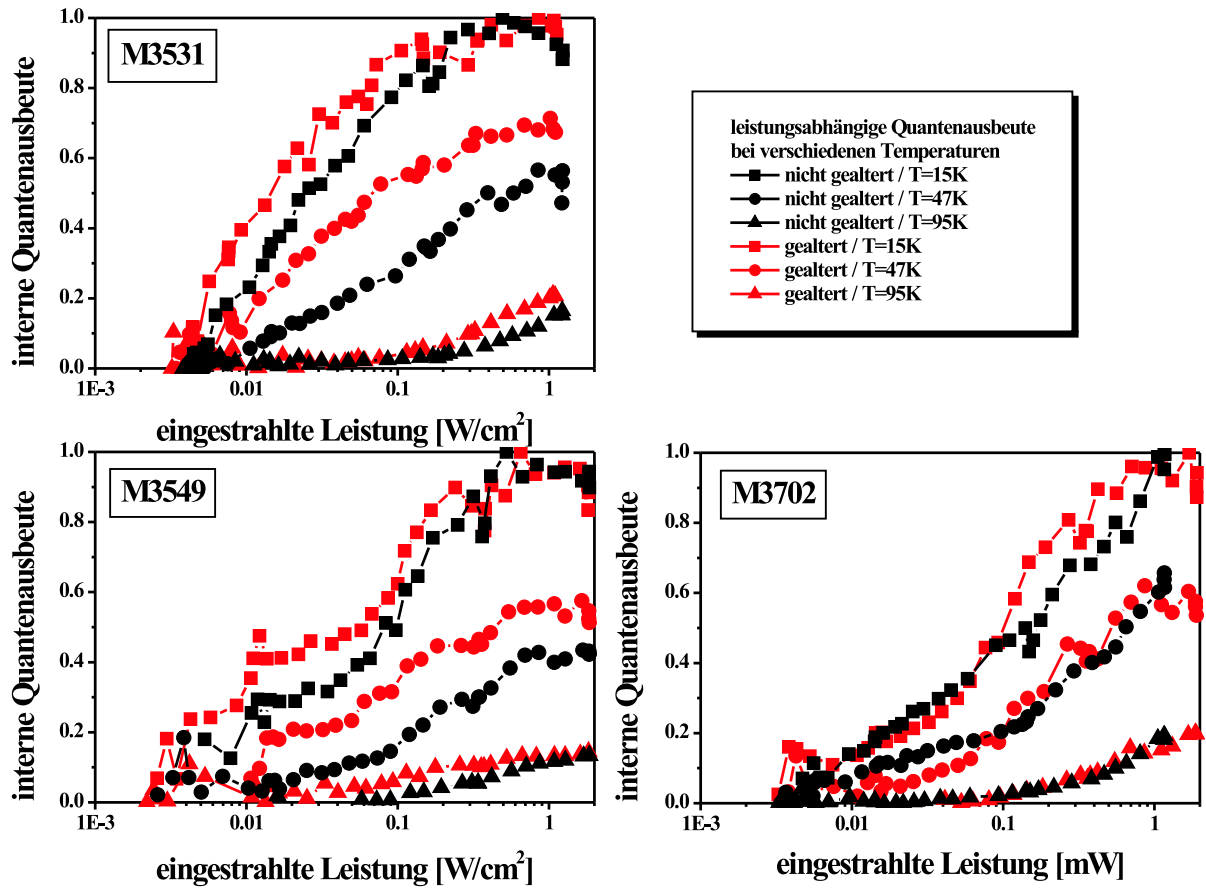 M3531
interne Quantenausbeute
1.0
0.8
0.6
0.4
0.2
0.0
1E-3
0.01
0.1
1
eingestrahlte Leistung [W/cm²]
leistungsabhängige Quantenausbeute
bei verschiedenen Temperaturen
nicht gealtert / T=15K
nicht gealtert / T=47K
nicht gealtert / T=95K
gealtert / T=15K
gealtert / T=47K
gealtert / T=95K
M3549
interne Quantenausbeute
1.0
0.8
0.6
0.4
0.2
0.0
1E-3
0.01
0.1
1
eingestrahlte Leistung [W/cm²]
M3702
interne Quantenausbeute
1.0
0.8
0.6
0.4
0.2
0.0
1E-3
0.01
0.1
1
eingestrahlte Leistung [mW]